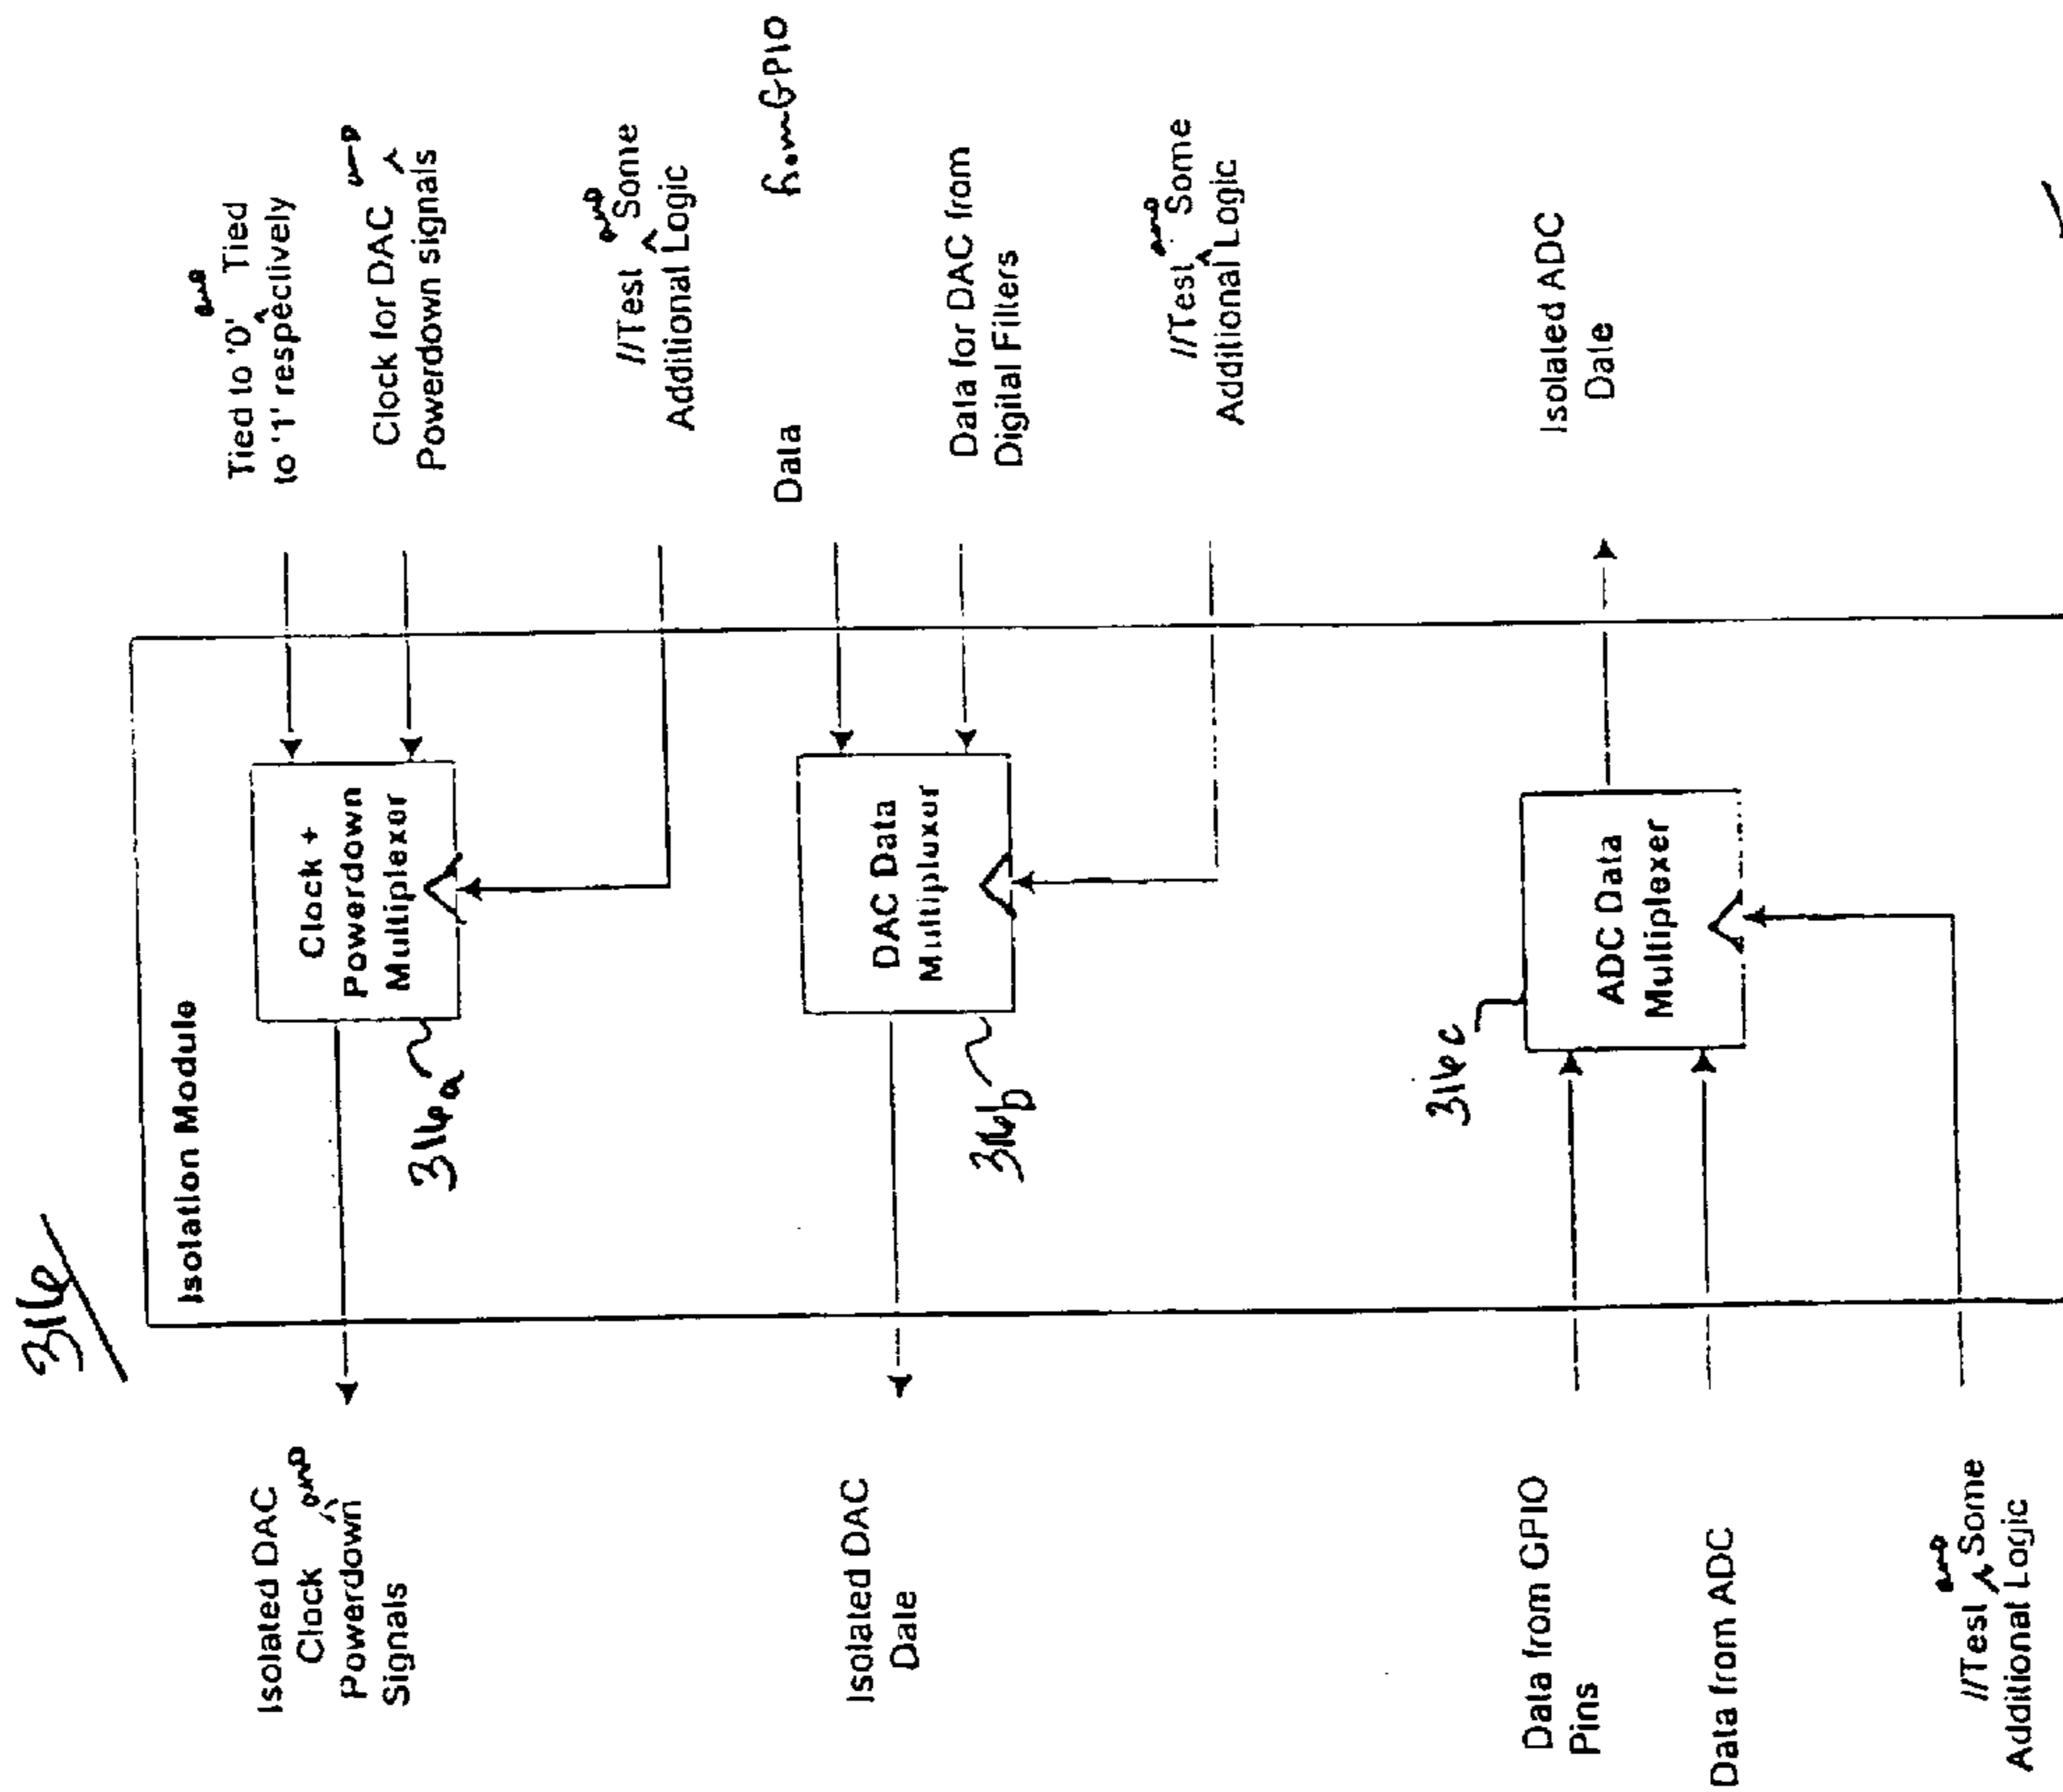 316
Isolation Module
Isolated DAC
Clock and
Powerdown
Signals
Clock +
Powerdown
Multiplexer
316a
Tied to '0' and Tied
to '1' respectively
Clock for DAC and
Powerdown signals
//Test and Some
Additional Logic
Isolated DAC
Date
DAC Data
Multiplexer
316b
Data from GPIO
Data for DAC from
Digital Filters
//Test and Some
Additional Logic
Data from GPIO
Pins
Data from ADC
//Test and Some
Additional Logic
316c
ADC Data
Multiplexer
Isolated ADC
Date